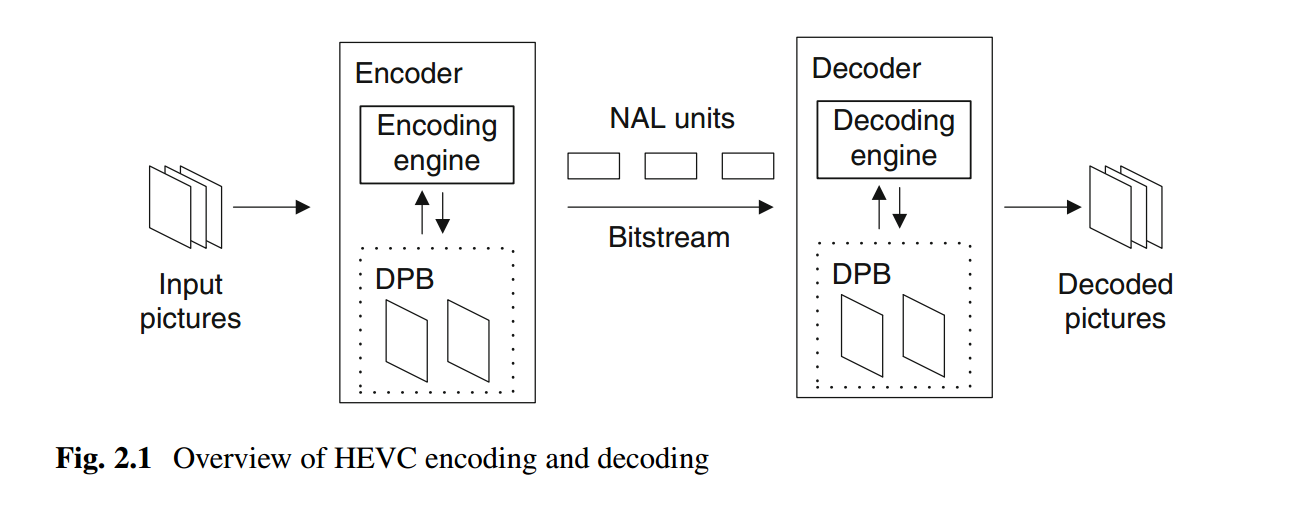 Encoder
Encoding
engine
DPB
Input
pictures
NAL units
Bitstream
Decoder
Decoding
engine
DPB
Decoded
pictures
Fig. 2.1 Overview of HEVC encoding and decoding